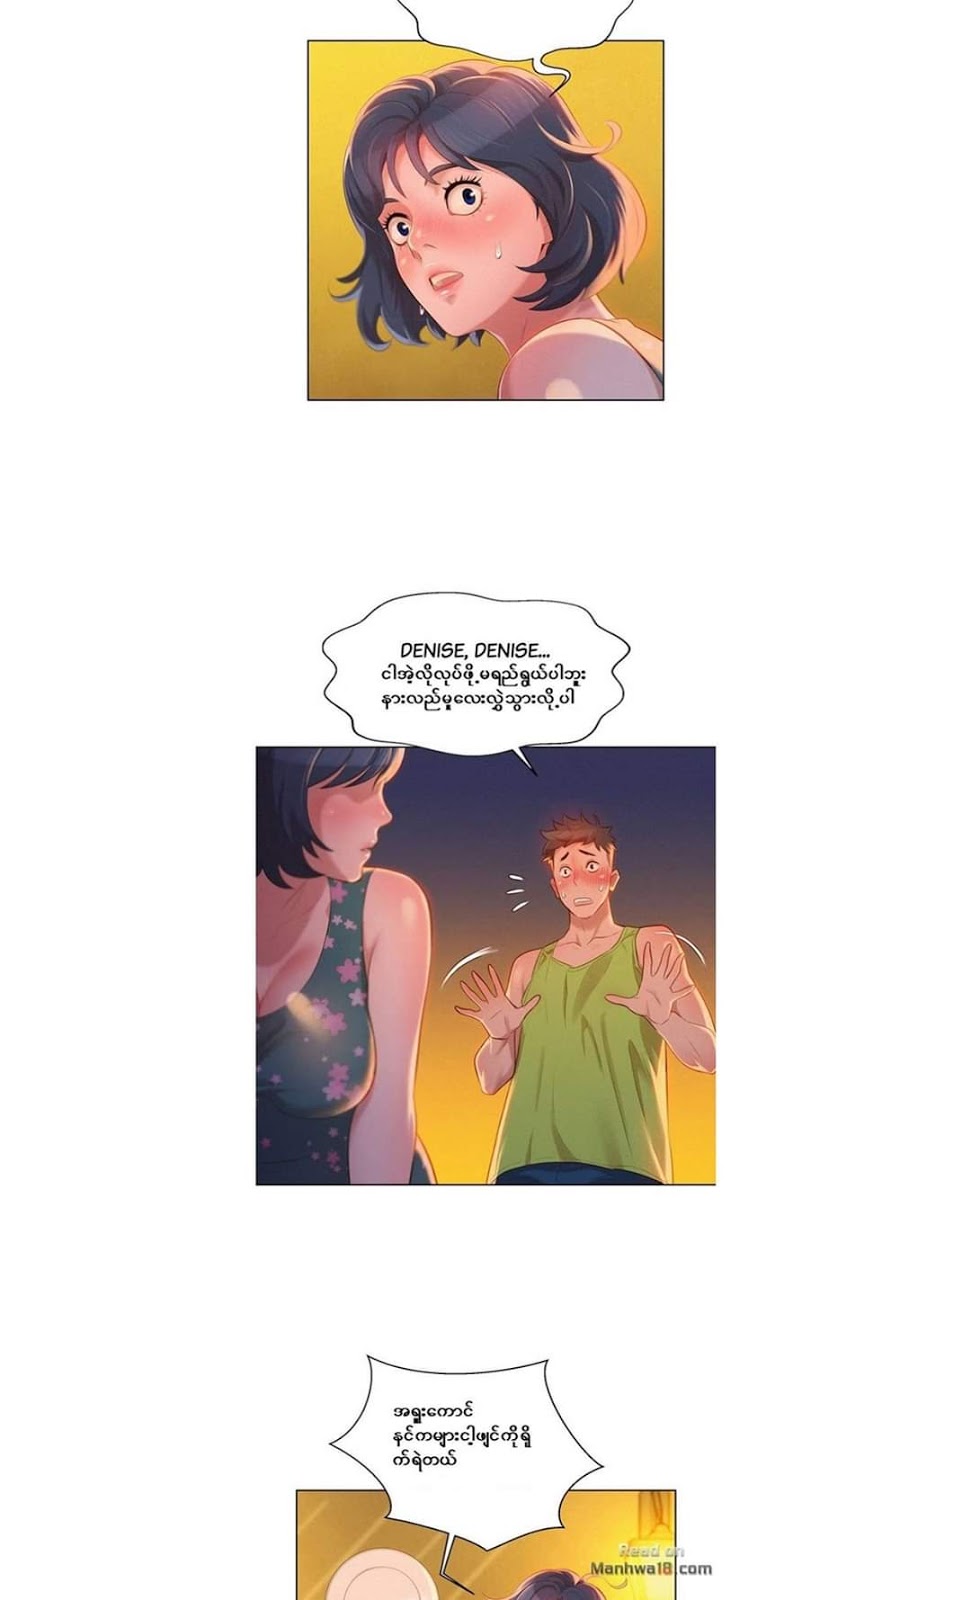 DENISE, DENISE...
ငါအဲ့လိုလုပ်ဖို့မရည်ရွယ်ပါဘူး
နားလည်မှုလေးလွှဲသွားလို့ပါ
အရူးကောင်
နင်ကများငါ့ဖျင်ကိုရို
က်ရဲတယ်
Read on
Manhwa18.com